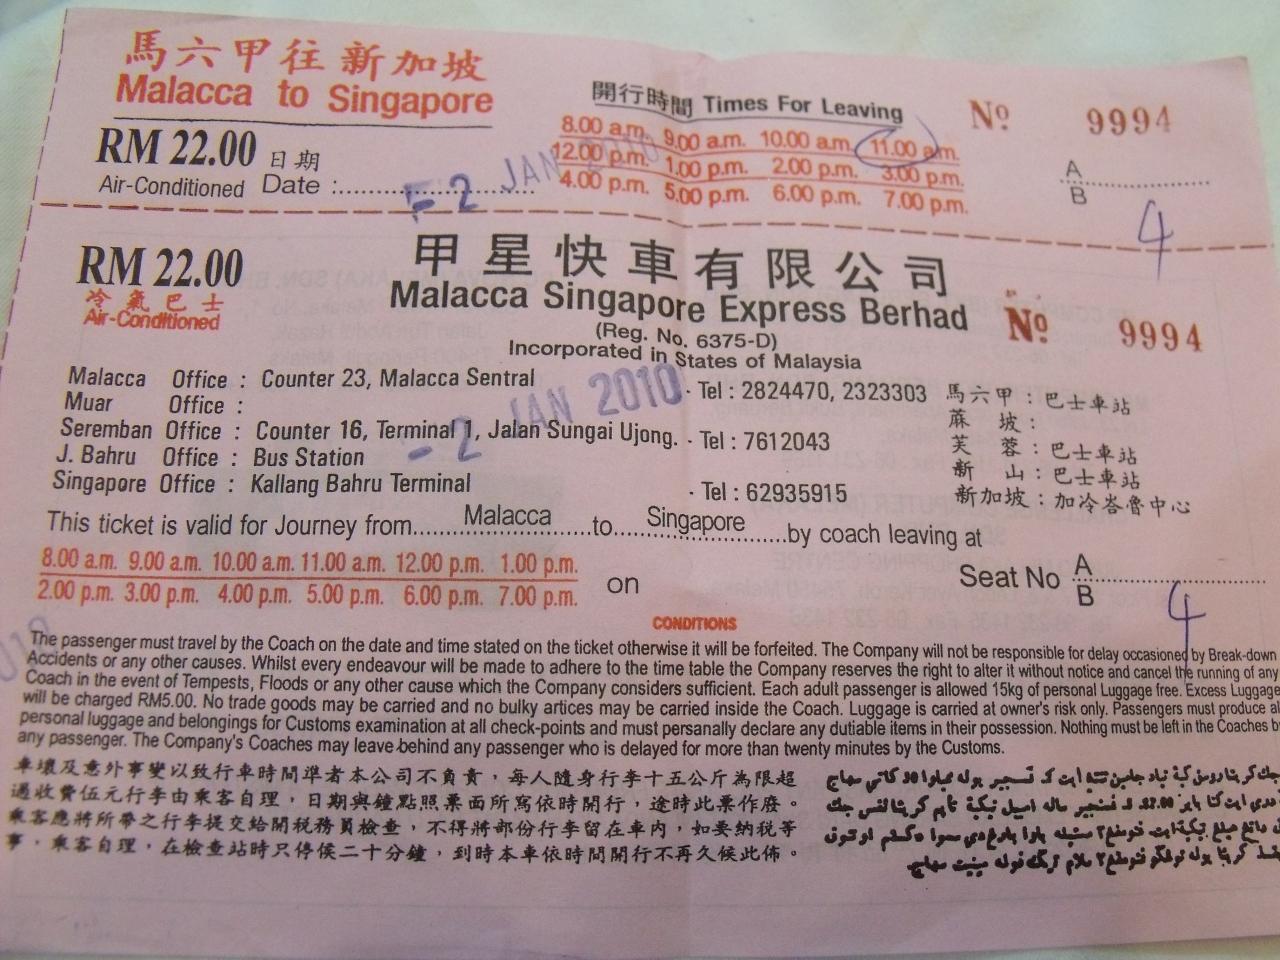 馬六甲往新加坡
Malacca to Singapore
開行時間 Times For Leaving
Nº 9994
8.00 a.m. 9.00 a.m. 10.00 a.m. 11.00 a.m.
12.00 p.m. 1.00 p.m. 2.00 p.m. 3.00 p.m.
4.00 p.m. 5.00 p.m. 6.00 p.m. 7.00 p.m.
RM 22.00 日期
Air-Conditioned Date :
-2 JAN 2010
A
B
4
RM 22.00
冷氣巴士
Air-Conditioned
甲星快車有限公司
Malacca Singapore Express Berhad
(Reg. No. 6375-D)
Incorporated in States of Malaysia
Nº 9994
Malacca Office : Counter 23, Malacca Sentral - Tel : 2824470, 2323303 馬六甲：巴士車站
Muar Office : 蔴坡：
Seremban Office : Counter 16, Terminal 1, Jalan Sungai Ujong. - Tel : 7612043 芙蓉：巴士車站
J. Bahru Office : Bus Station 新山：巴士車站
Singapore Office : Kallang Bahru Terminal - Tel : 62935915 新加坡：加冷峇魯中心
-2 JAN 2010
This ticket is valid for Journey from Malacca to Singapore by coach leaving at
8.00 a.m. 9.00 a.m. 10.00 a.m. 11.00 a.m. 12.00 p.m. 1.00 p.m.
2.00 p.m. 3.00 p.m. 4.00 p.m. 5.00 p.m. 6.00 p.m. 7.00 p.m.
on
Seat No A
B
4
CONDITIONS
The passenger must travel by the Coach on the date and time stated on the ticket otherwise it will be forfeited. The Company will not be responsible for delay occasioned by Break-down
Accidents or any other causes. Whilst every endeavour will be made to adhere to the time table the Company reserves the right to alter it without notice and cancel the running of any
Coach in the event of Tempests, Floods or any other cause which the Company considers sufficient. Each adult passenger is allowed 15kg of personal Luggage free. Excess Luggage
will be charged RM5.00. No trade goods may be carried and no bulky artices may be carried inside the Coach. Luggage is carried at owner's risk only. Passengers must produce al
personal luggage and belongings for Customs examination at all check-points and must persanally declare any dutiable items in their possession. Nothing must be left in the Coaches b
any passenger. The Company's Coaches may leave behind any passenger who is delayed for more than twenty minutes by the Customs.
車壞及意外事變以致行車時間準者本公司不負責，每人隨身行李十五公斤為限超
過收費伍元行李由乘客自理，日期與鐘點照票面所寫依時開行，途時此票作廢。
乘客應將所帶之行李提交給關稅務員檢查，不得將部份行李留在車內，如要納稅等
事，乘客自理，在檢查站時只停侯二十分鐘，到時本車依時間開行不再久候此佈。